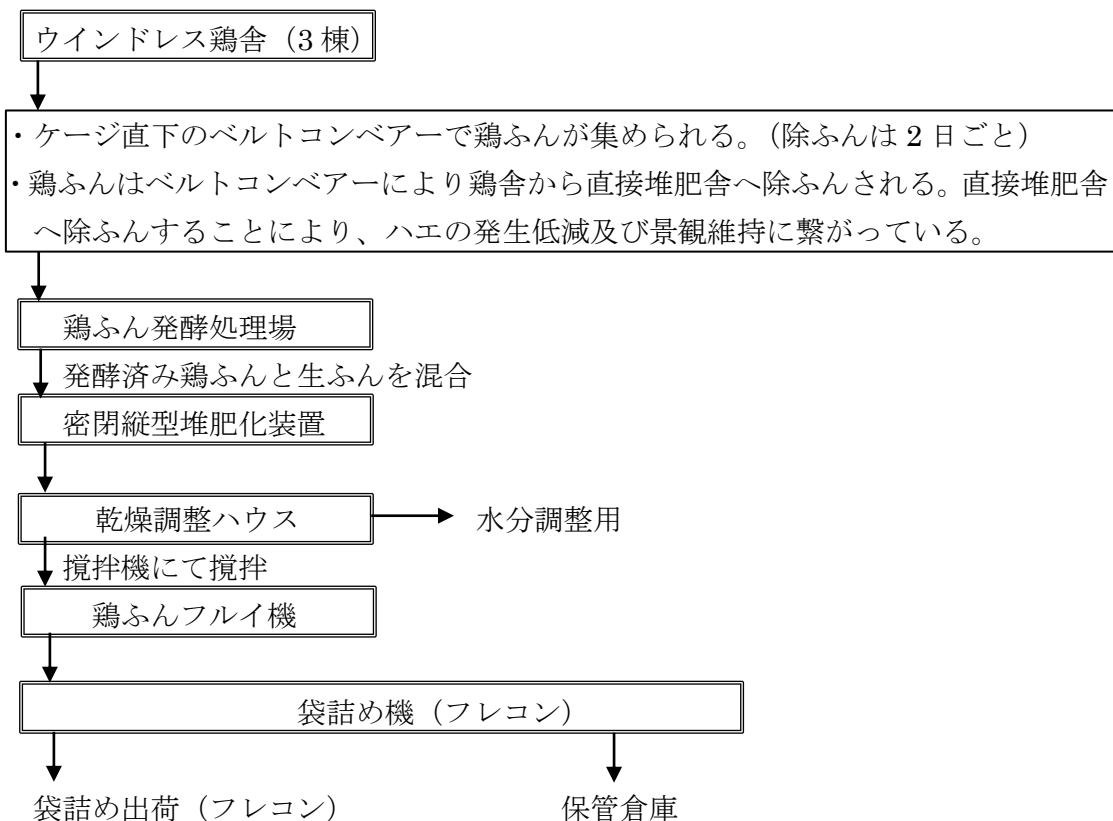 ウインドレス鶏舎（3 棟）
・ケージ直下のベルトコンベアーで鶏ふんが集められる。（除ふんは 2 日ごと）
・鶏ふんはベルトコンベアーにより鶏舎から直接堆肥舎へ除ふんされる。直接堆肥舎
へ除ふんすることにより、ハエの発生低減及び景観維持に繋がっている。
鶏ふん発酵処理場
発酵済み鶏ふんと生ふんを混合
密閉縦型堆肥化装置
乾燥調整ハウス
水分調整用
撹拌機にて撹拌
鶏ふんフルイ機
袋詰め機（フレコン）
袋詰め出荷（フレコン）
保管倉庫